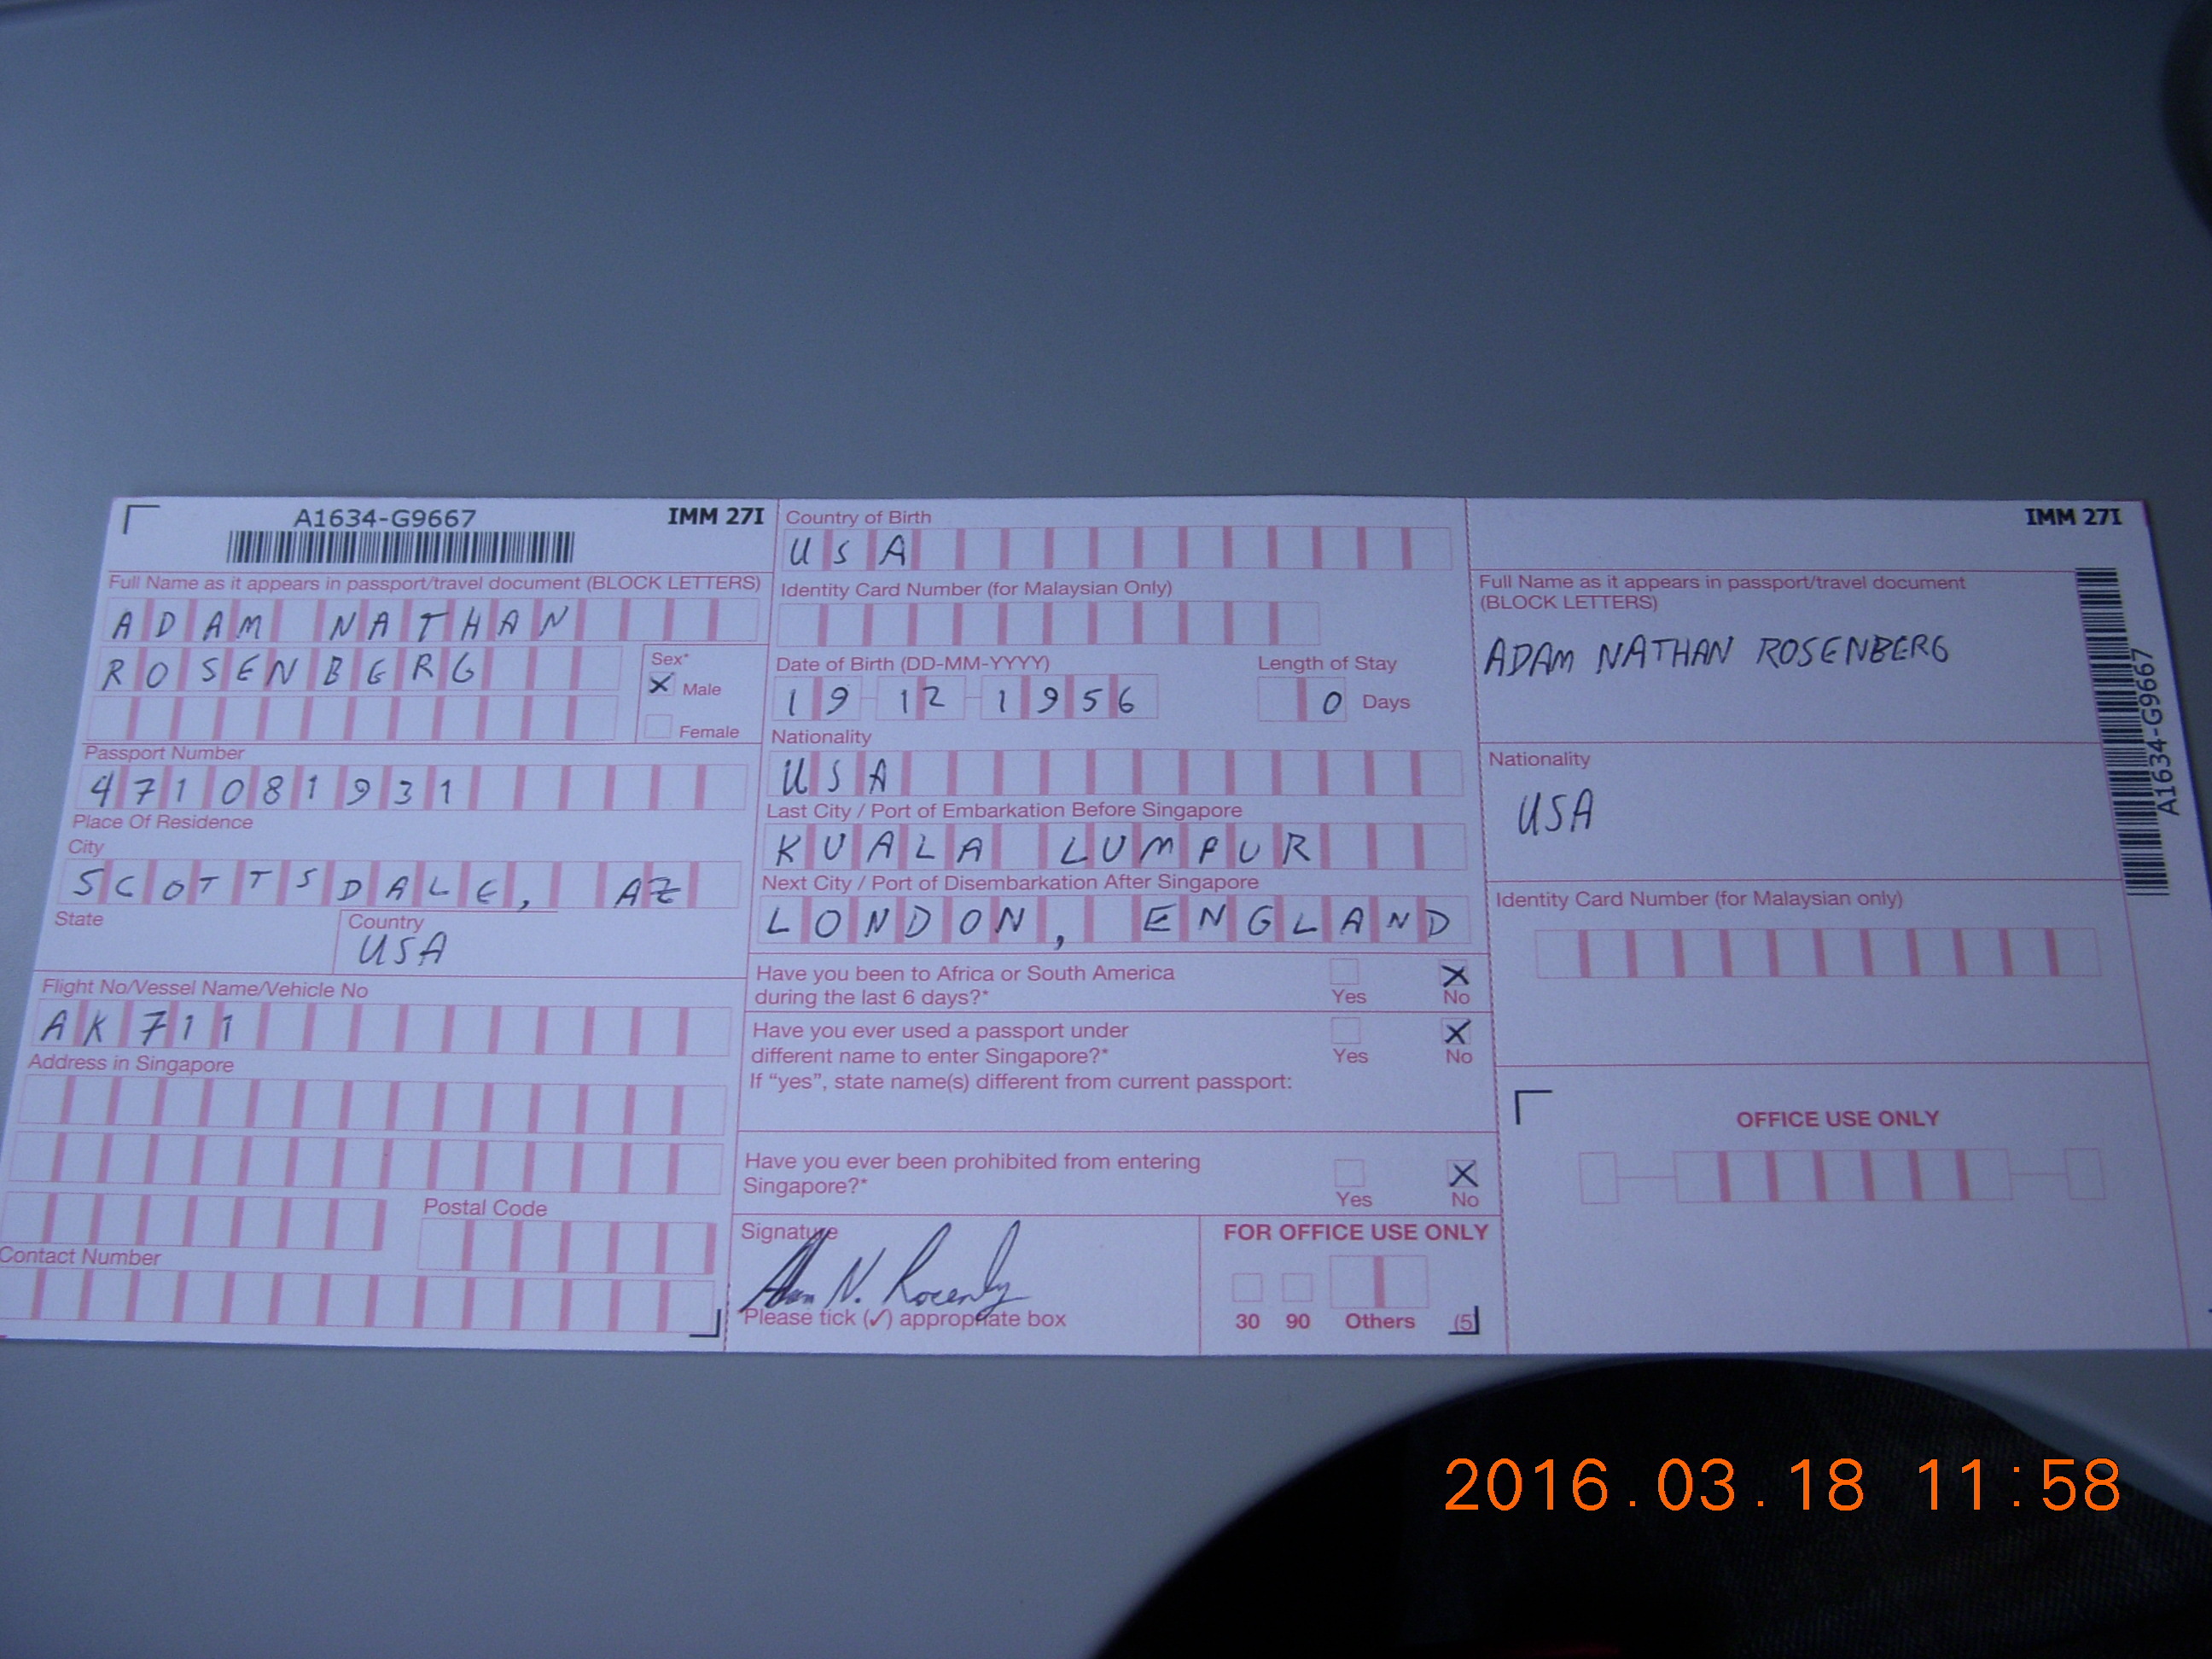 A1634-G9667
IMM 27I
Full Name as it appears in passport/travel document (BLOCK LETTERS)
ADAM NATHAN
ROSENBERG
Sex*
X Male
Female
Passport Number
471081931
Place Of Residence
City
SCOTTSDALE, AZ
State
Country
USA
Flight No/Vessel Name/Vehicle No
AK 711
Address in Singapore
Postal Code
Contact Number
Country of Birth
USA
Identity Card Number (for Malaysian Only)
Date of Birth (DD-MM-YYYY)
19-12-1956
Length of Stay
0 Days
Nationality
USA
Last City / Port of Embarkation Before Singapore
KUALA LUMPUR
Next City / Port of Disembarkation After Singapore
LONDON, ENGLAND
Have you been to Africa or South America
during the last 6 days?*
Yes
X No
Have you ever used a passport under
different name to enter Singapore?*
Yes
X No
If “yes”, state name(s) different from current passport:
Have you ever been prohibited from entering
Singapore?*
Yes
X No
Signature
Adam N. Rosenberg
*Please tick (✓) appropriate box
FOR OFFICE USE ONLY
30 90 Others (5)
IMM 27I
Full Name as it appears in passport/travel document
(BLOCK LETTERS)
ADAM NATHAN ROSENBERG
A1634-G9667
Nationality
USA
Identity Card Number (for Malaysian only)
OFFICE USE ONLY
2016.03.18 11:58